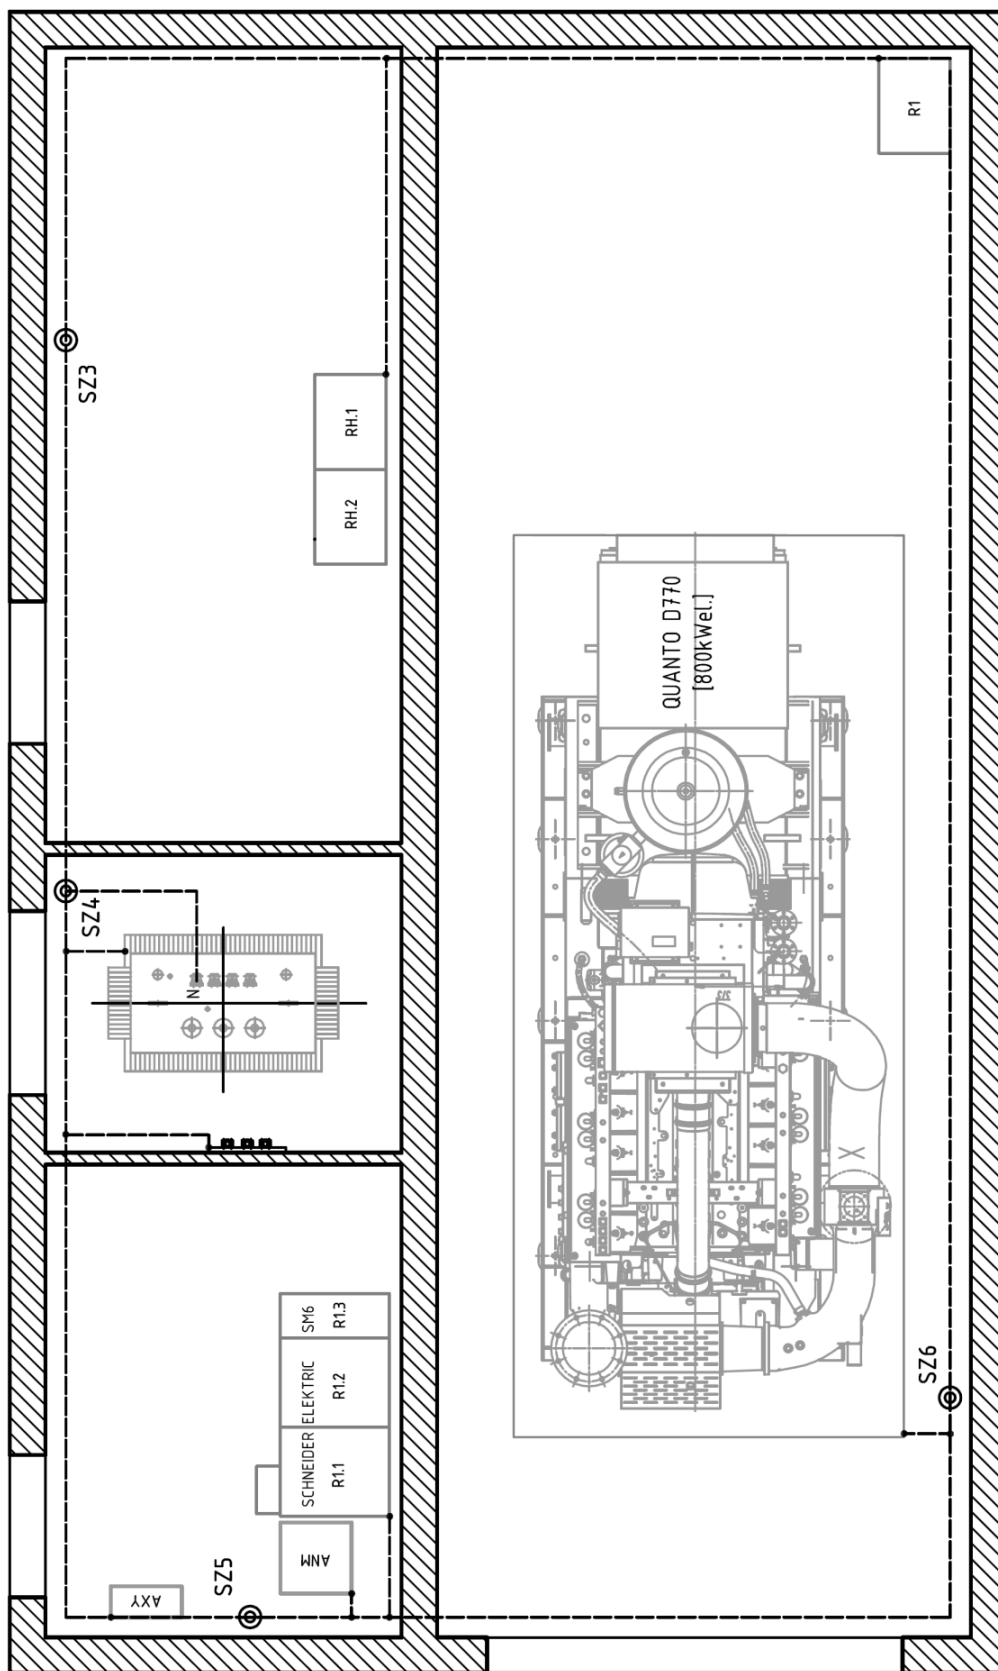 R1
SZ3
RH.1
RH.2
QUANTO D770
[800kWel.]
SZ4
N
SM6
R1.3
SCHNEIDER ELEKTRIC
R1.2
R1.1
SZ6
ANM
SZ5
AXY